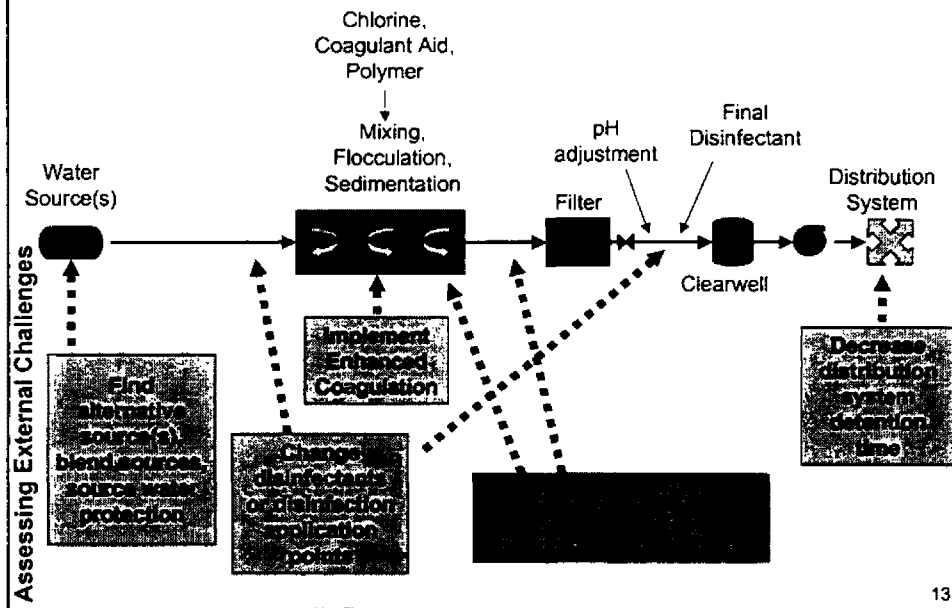 Assessing External Challenges
Chlorine,
Coagulant Aid,
Polymer
Mixing,
Flocculation,
Sedimentation
Water
Source(s)
Filter
pH
adjustment
Final
Disinfectant
Clearwell
Distribution
System
Find
alternative
source(s),
blend sources,
source water
protection
Implement
Enhanced
Coagulation
Change
disinfectants
or disinfection
application
points
Decrease
distribution
system
detention
time
13